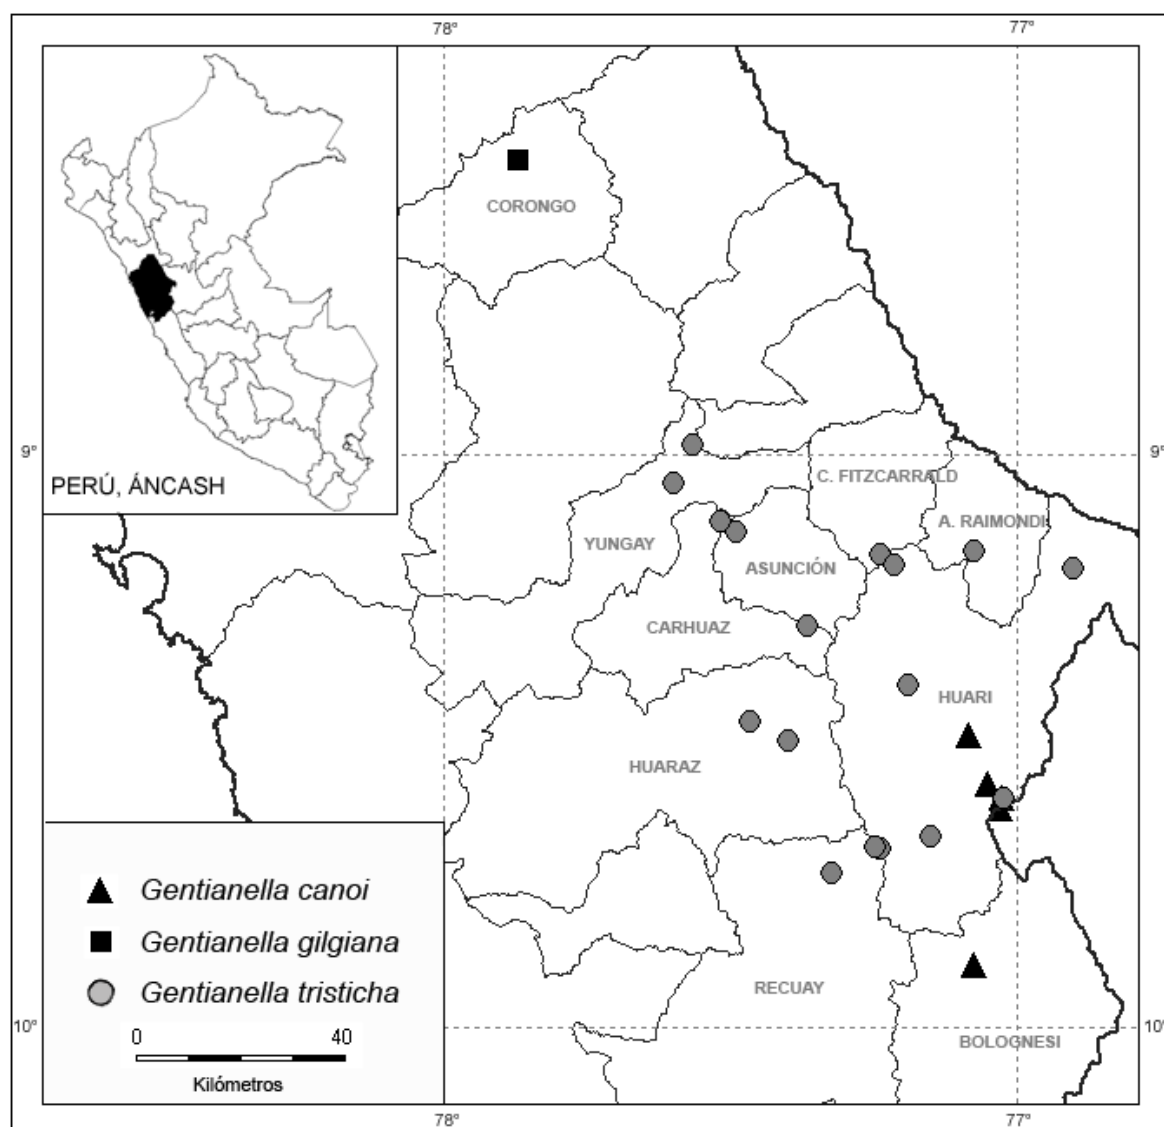 78° 77°
CORONGO
PERÚ, ÁNCASH
9° 9°
C. FITZCARRALD
A. RAIMONDI
YUNGAY
ASUNCIÓN
CARHUAZ
HUARI
HUARAZ
Gentianella canoi
Gentianella gilgiana
Gentianella tristicha
RECUAY
10° 10°
0 40
BOLOGNESI
Kilómetros
78° 77°